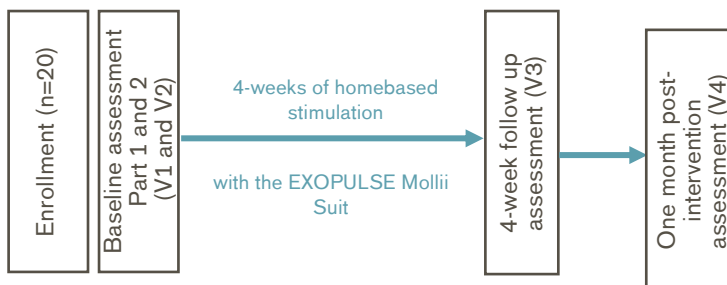 Enrollment (n=20)
Baseline assessment
Part 1 and 2
(V1 and V2)
4-weeks of homebased
stimulation
with the EXOPULSE Mollii
Suit
4-week follow up
assessment (V3)
One month post-
intervention
assessment (V4)